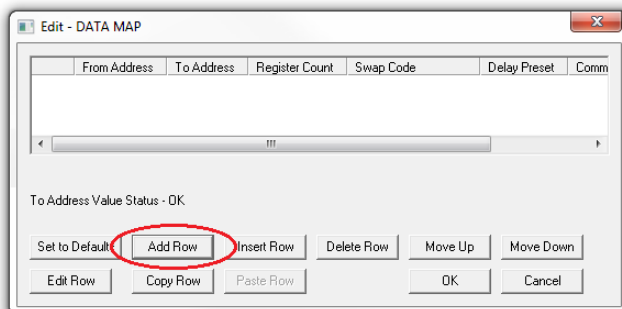 Edit - DATA MAP
From Address To Address Register Count Swap Code Delay Preset Comm
To Address Value Status - OK
Set to Default Add Row Insert Row Delete Row Move Up Move Down
Edit Row Copy Row Paste Row OK Cancel